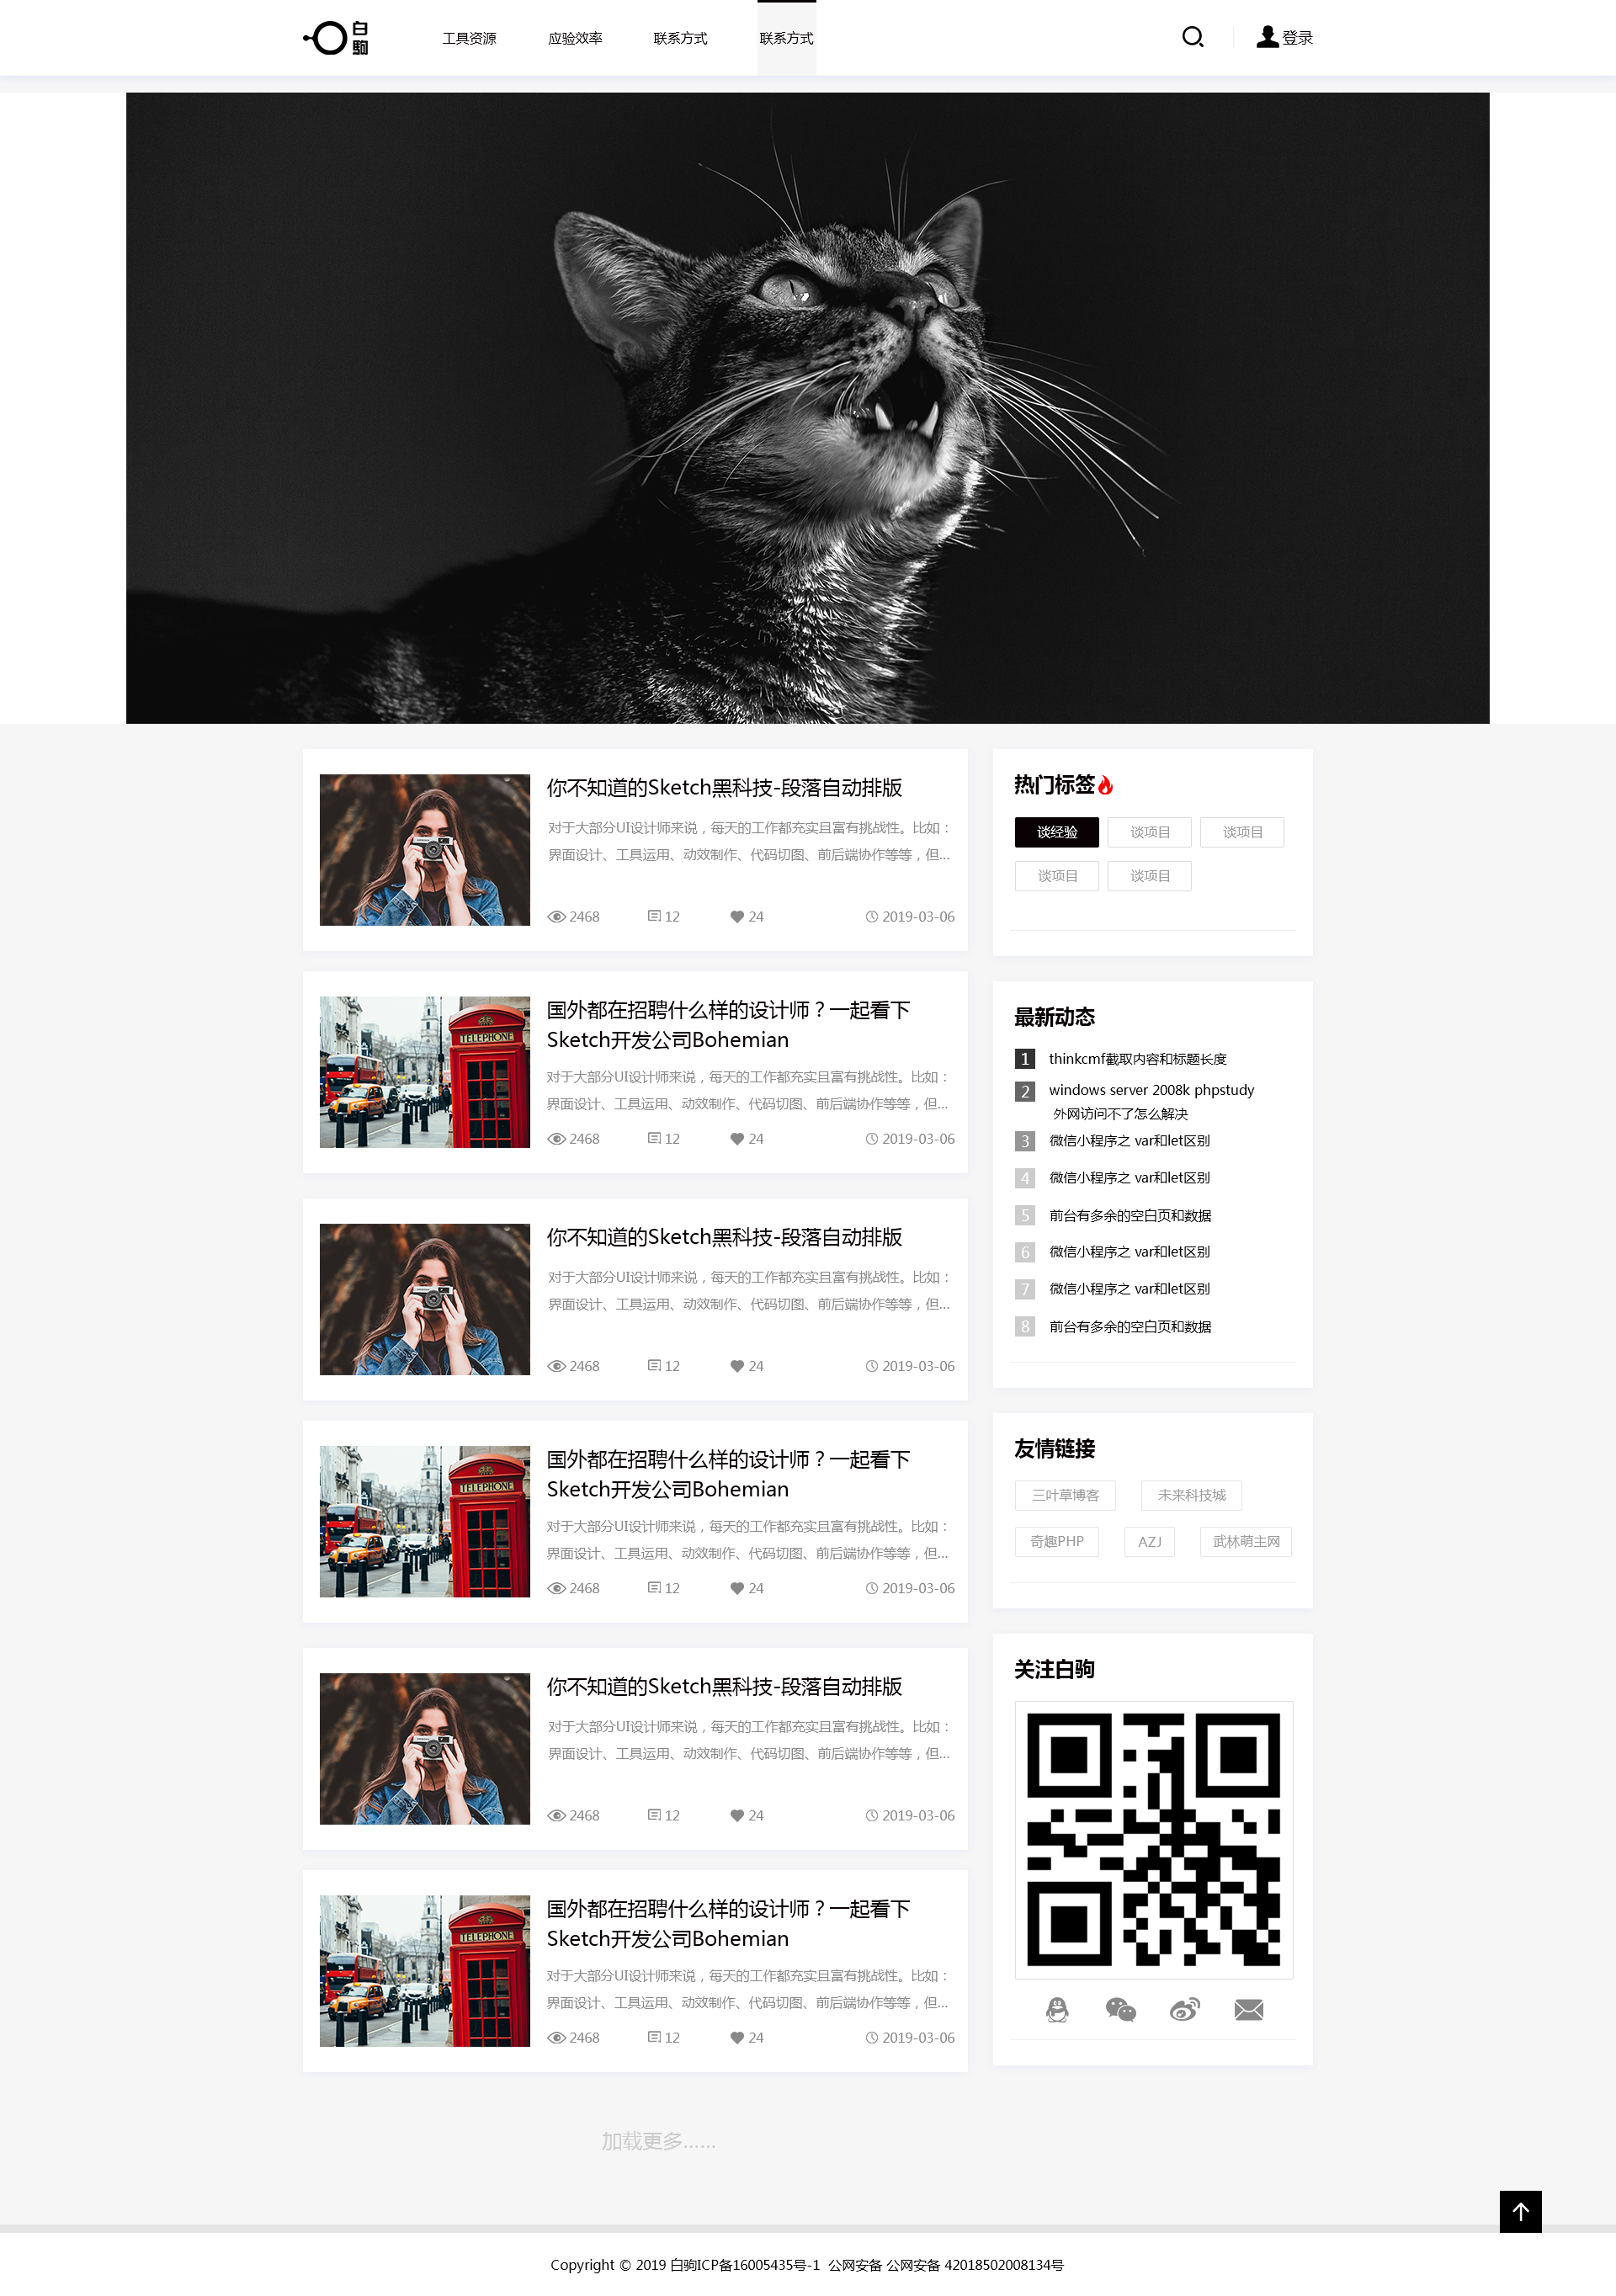 白驹
工具资源
应验效率
联系方式
联系方式
登录
你不知道的Sketch黑科技-段落自动排版
对于大部分UI设计师来说，每天的工作都充实且富有挑战性。比如：
界面设计、工具运用、动效制作、代码切图、前后端协作等等，但...
2468 12 24 2019-03-06
TELEPHONE
国外都在招聘什么样的设计师？一起看下
Sketch开发公司Bohemian
对于大部分UI设计师来说，每天的工作都充实且富有挑战性。比如：
界面设计、工具运用、动效制作、代码切图、前后端协作等等，但...
2468 12 24 2019-03-06
你不知道的Sketch黑科技-段落自动排版
对于大部分UI设计师来说，每天的工作都充实且富有挑战性。比如：
界面设计、工具运用、动效制作、代码切图、前后端协作等等，但...
2468 12 24 2019-03-06
TELEPHONE
国外都在招聘什么样的设计师？一起看下
Sketch开发公司Bohemian
对于大部分UI设计师来说，每天的工作都充实且富有挑战性。比如：
界面设计、工具运用、动效制作、代码切图、前后端协作等等，但...
2468 12 24 2019-03-06
你不知道的Sketch黑科技-段落自动排版
对于大部分UI设计师来说，每天的工作都充实且富有挑战性。比如：
界面设计、工具运用、动效制作、代码切图、前后端协作等等，但...
2468 12 24 2019-03-06
TELEPHONE
国外都在招聘什么样的设计师？一起看下
Sketch开发公司Bohemian
对于大部分UI设计师来说，每天的工作都充实且富有挑战性。比如：
界面设计、工具运用、动效制作、代码切图、前后端协作等等，但...
2468 12 24 2019-03-06
加载更多......
热门标签
谈经验 谈项目 谈项目
谈项目 谈项目
最新动态
1 thinkcmf截取内容和标题长度
2 windows server 2008k phpstudy
外网访问不了怎么解决
3 微信小程序之 var和let区别
4 微信小程序之 var和let区别
5 前台有多余的空白页和数据
6 微信小程序之 var和let区别
7 微信小程序之 var和let区别
8 前台有多余的空白页和数据
友情链接
三叶草博客 未来科技城
奇趣PHP AZJ 武林萌主网
关注白驹
Copyright © 2019 白驹ICP备16005435号-1 公网安备 公网安备 42018502008134号